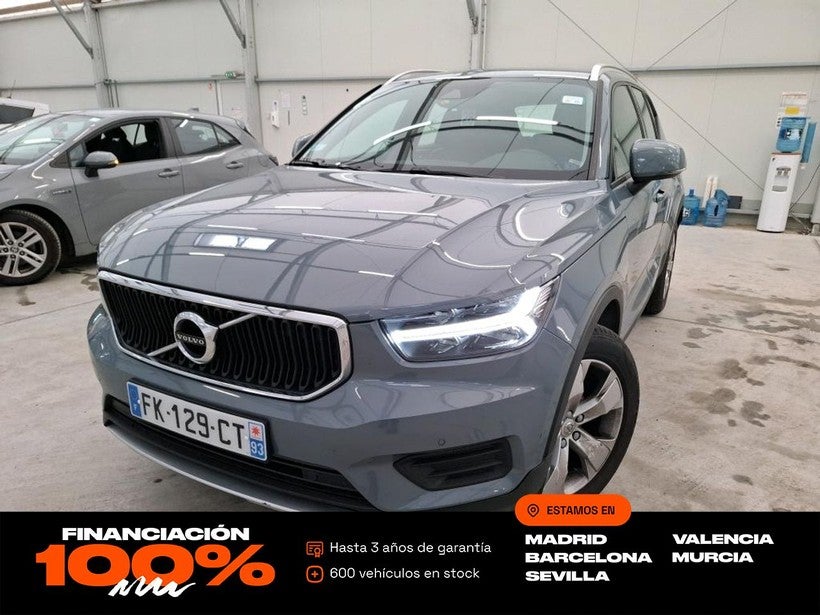 VOLVO
FK-129-CT
F
93
ESTAMOS EN
FINANCIACIÓN
100%
Hasta 3 años de garantía
600 vehículos en stock
MADRID
BARCELONA
SEVILLA
VALENCIA
MURCIA